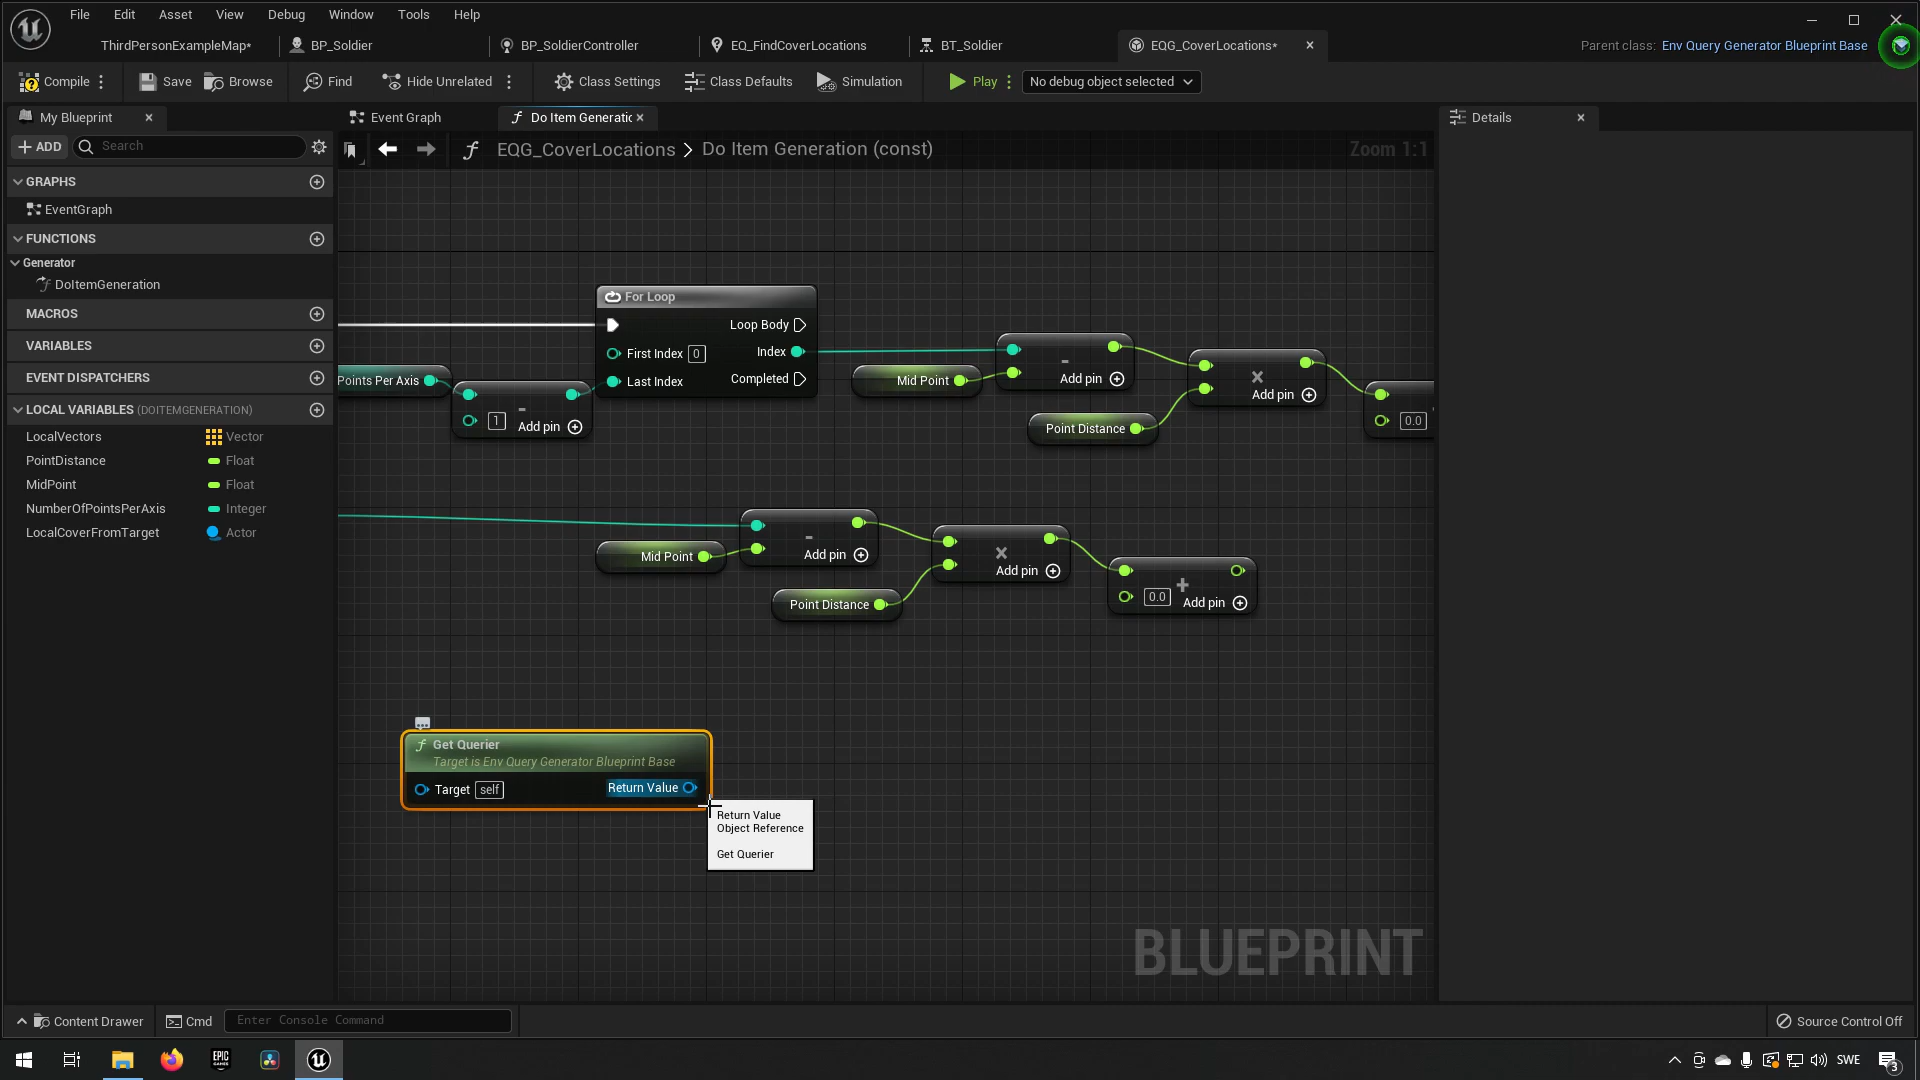 File Edit Asset View Debug Window Tools Help
ThirdPersonExampleMap* BP_Soldier BP_SoldierController EQ_FindCoverLocations BT_Soldier EQG_CoverLocations* Parent class: Env Query Generator Blueprint Base
Compile Save Browse Find Hide Unrelated Class Settings Class Defaults Simulation Play No debug object selected
My Blueprint Event Graph Do Item Generatic Details
ADD Search EQG_CoverLocations > Do Item Generation (const) Zoom 1:1
GRAPHS
EventGraph
FUNCTIONS
Generator
DoItemGeneration
MACROS
VARIABLES
EVENT DISPATCHERS
LOCAL VARIABLES (DOITEMGENERATION)
LocalVectors Vector
PointDistance Float
MidPoint Float
NumberOfPointsPerAxis Integer
LocalCoverFromTarget Actor
For Loop
Loop Body
First Index 0 Index
Last Index Completed
Points Per Axis
1 - Add pin
Mid Point
- Add pin
Point Distance
× Add pin
0.0
Mid Point
- Add pin
Point Distance
× Add pin
0.0 + Add pin
Get Querier
Target is Env Query Generator Blueprint Base
Target self Return Value
Return Value
Object Reference
Get Querier
BLUEPRINT
Content Drawer Cmd Enter Console Command Source Control Off
EPIC GAMES SWE 3